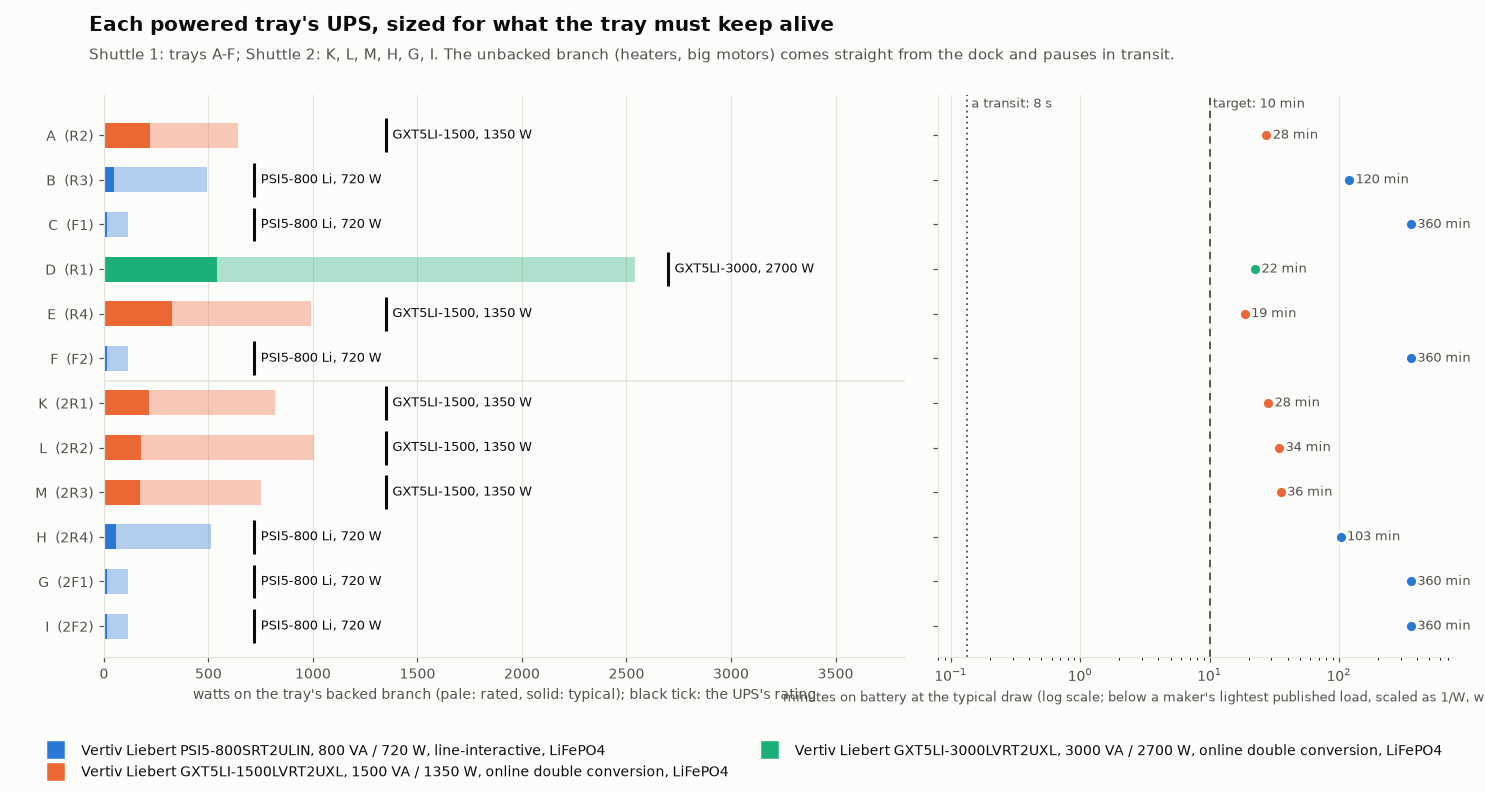 Each powered tray's UPS, sized for what the tray must keep alive
Shuttle 1: trays A-F; Shuttle 2: K, L, M, H, G, I. The unbacked branch (heaters, big motors) comes straight from the dock and pauses in transit.
a transit: 8 s
target: 10 min
A (R2)
GXT5LI-1500, 1350 W
28 min
B (R3)
PSI5-800 Li, 720 W
120 min
C (F1)
PSI5-800 Li, 720 W
360 min
D (R1)
GXT5LI-3000, 2700 W
22 min
E (R4)
GXT5LI-1500, 1350 W
19 min
F (F2)
PSI5-800 Li, 720 W
360 min
K (2R1)
GXT5LI-1500, 1350 W
28 min
L (2R2)
GXT5LI-1500, 1350 W
34 min
M (2R3)
GXT5LI-1500, 1350 W
36 min
H (2R4)
PSI5-800 Li, 720 W
103 min
G (2F1)
PSI5-800 Li, 720 W
360 min
I (2F2)
PSI5-800 Li, 720 W
360 min
0 500 1000 1500 2000 2500 3000 3500
10⁻¹ 10⁰ 10¹ 10²
watts on the tray's backed branch (pale: rated, solid: typical); black tick: the UPS's rating
minutes on battery at the typical draw (log scale; below a maker's lightest published load, scaled as 1/W, w
Vertiv Liebert PSI5-800SRT2ULIN, 800 VA / 720 W, line-interactive, LiFePO4
Vertiv Liebert GXT5LI-1500LVRT2UXL, 1500 VA / 1350 W, online double conversion, LiFePO4
Vertiv Liebert GXT5LI-3000LVRT2UXL, 3000 VA / 2700 W, online double conversion, LiFePO4